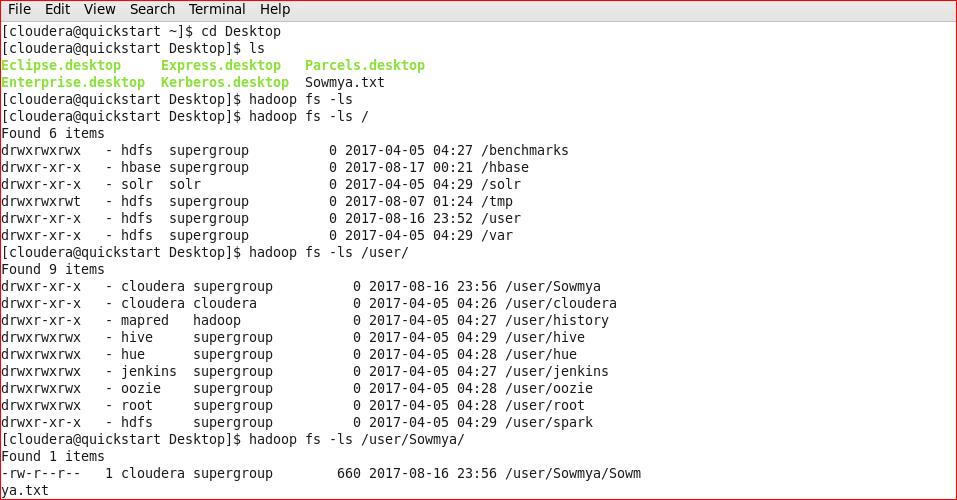 File Edit View Search Terminal Help
[cloudera@quickstart ~]$ cd Desktop
[cloudera@quickstart Desktop]$ ls
Eclipse.desktop     Express.desktop   Parcels.desktop
Enterprise.desktop  Kerberos.desktop  Sowmya.txt
[cloudera@quickstart Desktop]$ hadoop fs -ls
[cloudera@quickstart Desktop]$ hadoop fs -ls /
Found 6 items
drwxrwxrwx   - hdfs  supergroup          0 2017-04-05 04:27 /benchmarks
drwxr-xr-x   - hbase supergroup          0 2017-08-17 00:21 /hbase
drwxr-xr-x   - solr  solr                0 2017-04-05 04:29 /solr
drwxrwxrwt   - hdfs  supergroup          0 2017-08-07 01:24 /tmp
drwxr-xr-x   - hdfs  supergroup          0 2017-08-16 23:52 /user
drwxr-xr-x   - hdfs  supergroup          0 2017-04-05 04:29 /var
[cloudera@quickstart Desktop]$ hadoop fs -ls /user/
Found 9 items
drwxr-xr-x   - cloudera supergroup          0 2017-08-16 23:56 /user/Sowmya
drwxr-xr-x   - cloudera cloudera            0 2017-04-05 04:26 /user/cloudera
drwxr-xr-x   - mapred   hadoop              0 2017-04-05 04:27 /user/history
drwxrwxrwx   - hive     supergroup          0 2017-04-05 04:29 /user/hive
drwxrwxrwx   - hue      supergroup          0 2017-04-05 04:28 /user/hue
drwxrwxrwx   - jenkins  supergroup          0 2017-04-05 04:27 /user/jenkins
drwxrwxrwx   - oozie    supergroup          0 2017-04-05 04:28 /user/oozie
drwxrwxrwx   - root     supergroup          0 2017-04-05 04:28 /user/root
drwxr-xr-x   - hdfs     supergroup          0 2017-04-05 04:29 /user/spark
[cloudera@quickstart Desktop]$ hadoop fs -ls /user/Sowmya/
Found 1 items
-rw-r--r--   1 cloudera supergroup        660 2017-08-16 23:56 /user/Sowmya/Sowm
ya.txt